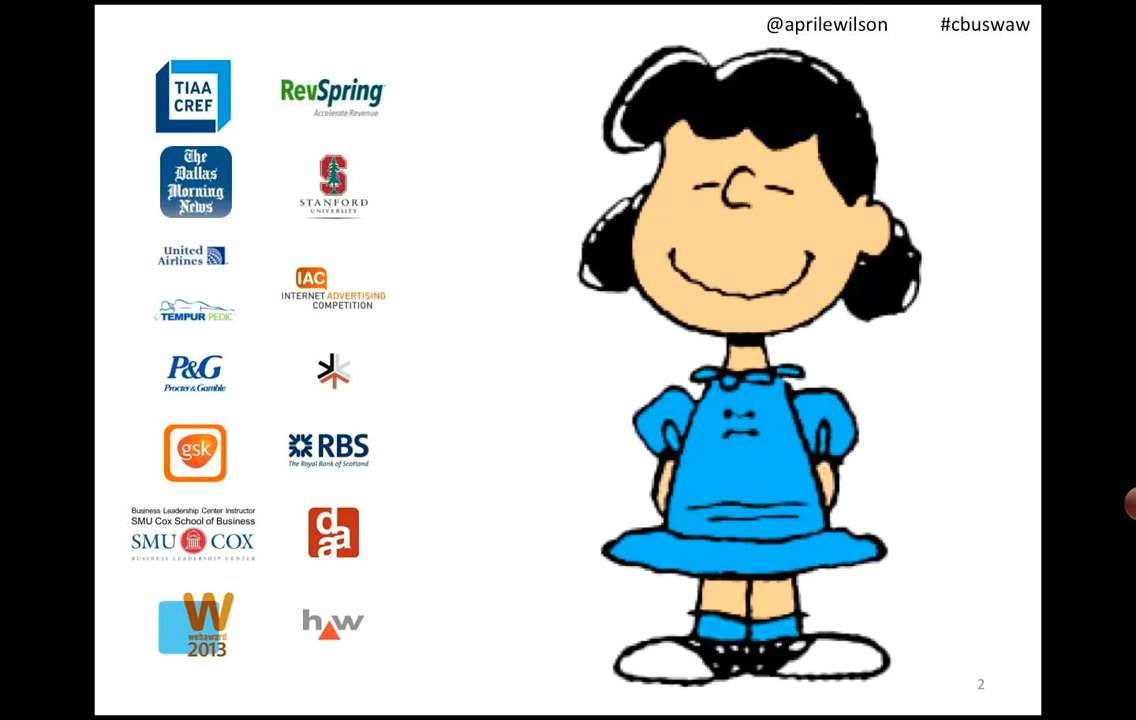 @aprilewilson #cbuswaw
TIAA
CREF
RevSpring
Accelerate Revenue
The
Dallas
Morning
News
S
STANFORD
UNIVERSITY
United
Airlines
IAC
INTERNET ADVERTISING
COMPETITION
TEMPUR-PEDIC
P&G
Procter & Gamble
gsk
RBS
The Royal Bank of Scotland
Business Leadership Center Instructor
SMU Cox School of Business
SMU COX
BUSINESS LEADERSHIP CENTER
daa
W
webaward
2013
haw
2